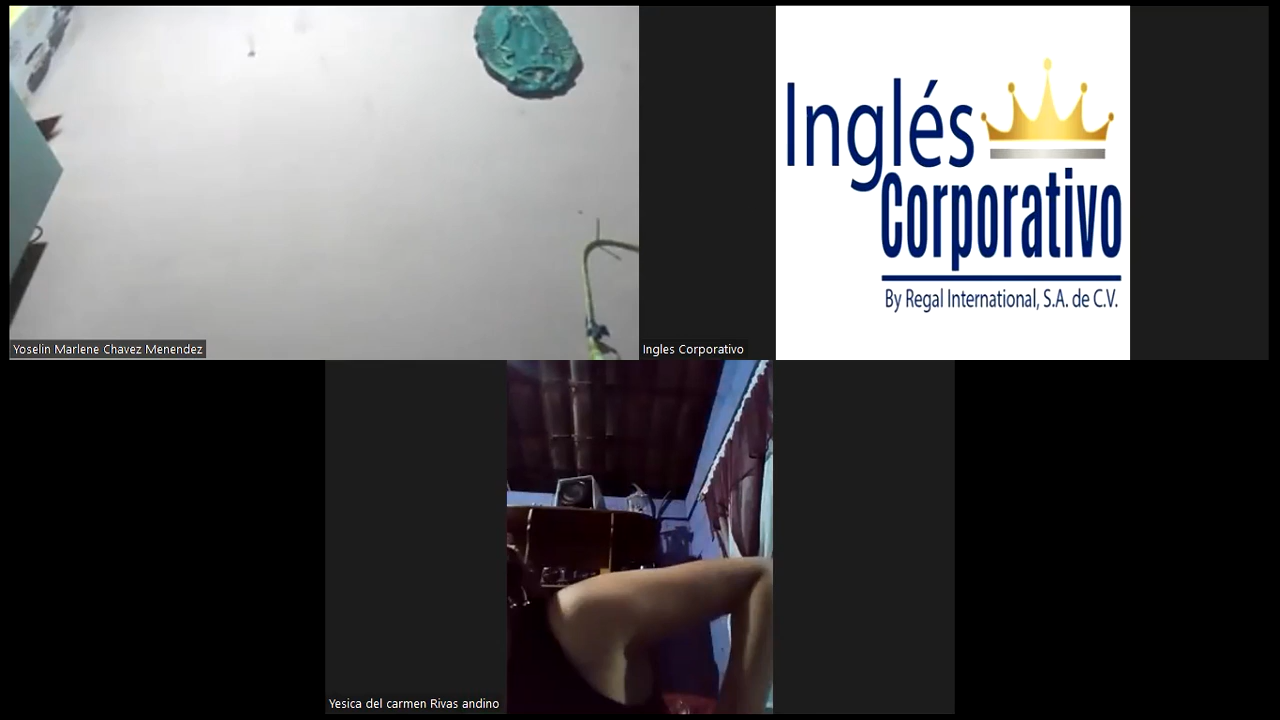 Inglés
Corporativo
By Regal International, S.A. de C.V.
Yoselin Marlene Chavez Menendez
Ingles Corporativo
Yesica del carmen Rivas andino